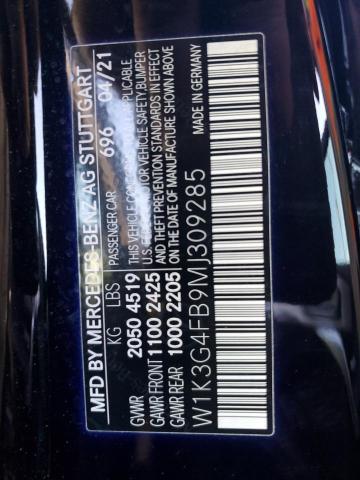 MFD BY MERCEDES-BENZ AG STUTTGART
KG LBS PASSENGER CAR 696 04/21
GVWR 2050 4519 THIS VEHICLE CONFORMS TO ALL APPLICABLE
GAWR FRONT 1100 2425 U.S. FEDERAL MOTOR VEHICLE SAFETY, BUMPER
GAWR REAR 1000 2205 AND THEFT PREVENTION STANDARDS IN EFFECT
ON THE DATE OF MANUFACTURE SHOWN ABOVE
W1K3G4FB9MJ309285 MADE IN GERMANY